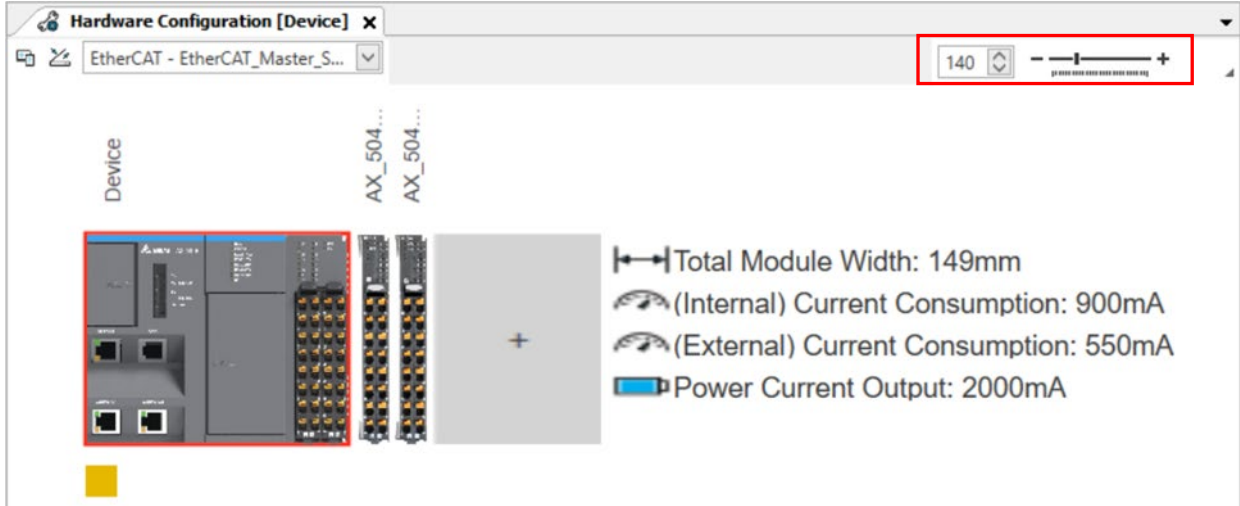 Hardware Configuration [Device]
EtherCAT - EtherCAT_Master_S...
140
Device
AX_504...
AX_504...
Total Module Width: 149mm
(Internal) Current Consumption: 900mA
(External) Current Consumption: 550mA
Power Current Output: 2000mA